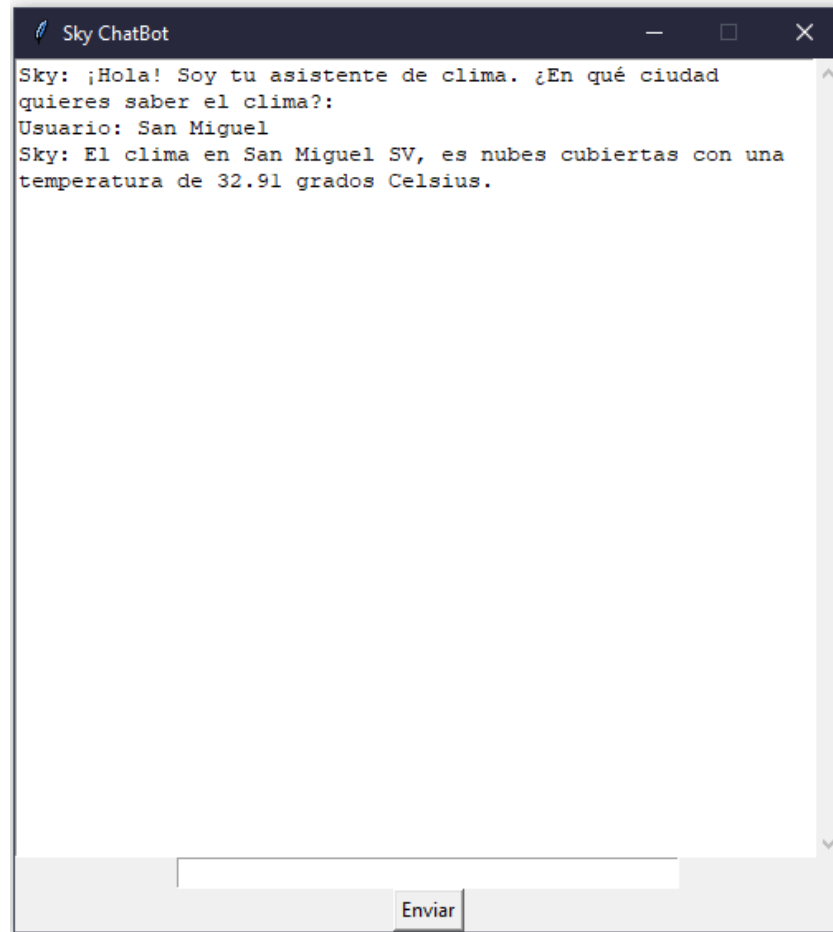 Sky ChatBot
Sky: ¡Hola! Soy tu asistente de clima. ¿En qué ciudad
quieres saber el clima?:
Usuario: San Miguel
Sky: El clima en San Miguel SV, es nubes cubiertas con una
temperatura de 32.91 grados Celsius.
Enviar